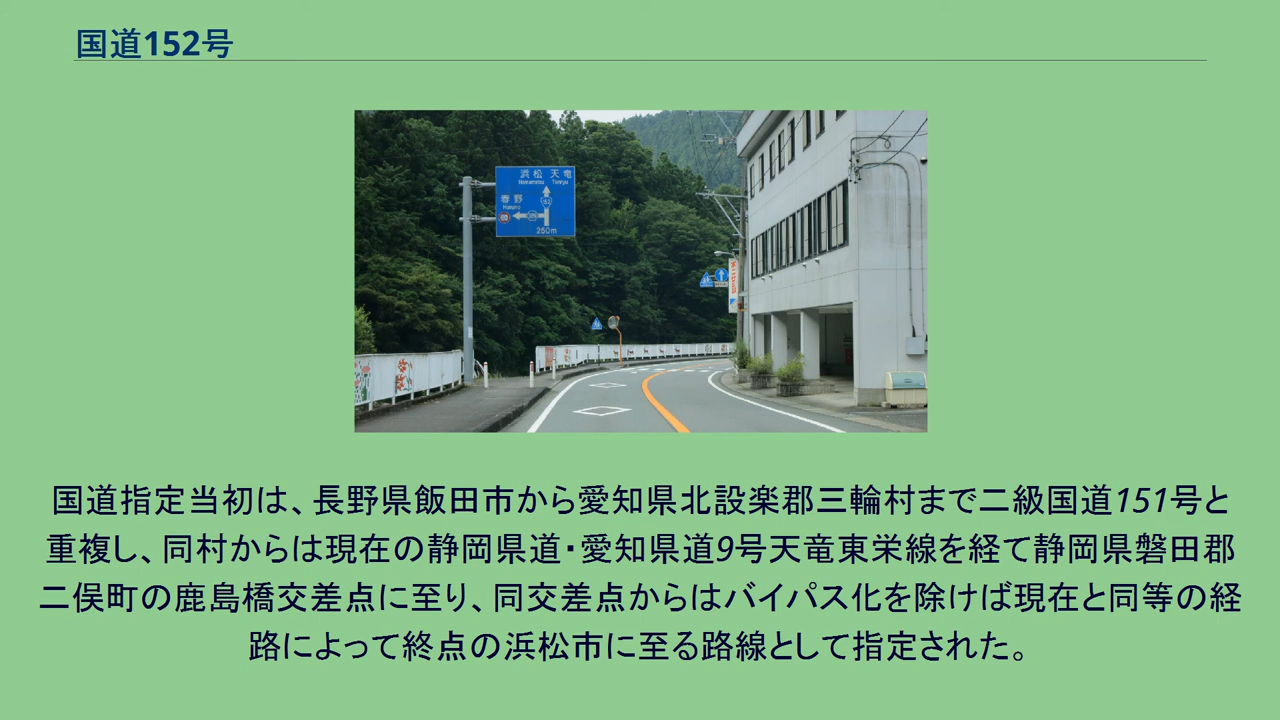 国道152号
浜松 天竜
Hamamatsu Tenryu
春野
Haruno
152
250m
国道指定当初は、長野県飯田市から愛知県北設楽郡三輪村まで二級国道151号と
重複し、同村からは現在の静岡県道・愛知県道9号天竜東栄線を経て静岡県磐田郡
二俣町の鹿島橋交差点に至り、同交差点からはバイパス化を除けば現在と同等の経
路によって終点の浜松市に至る路線として指定された。